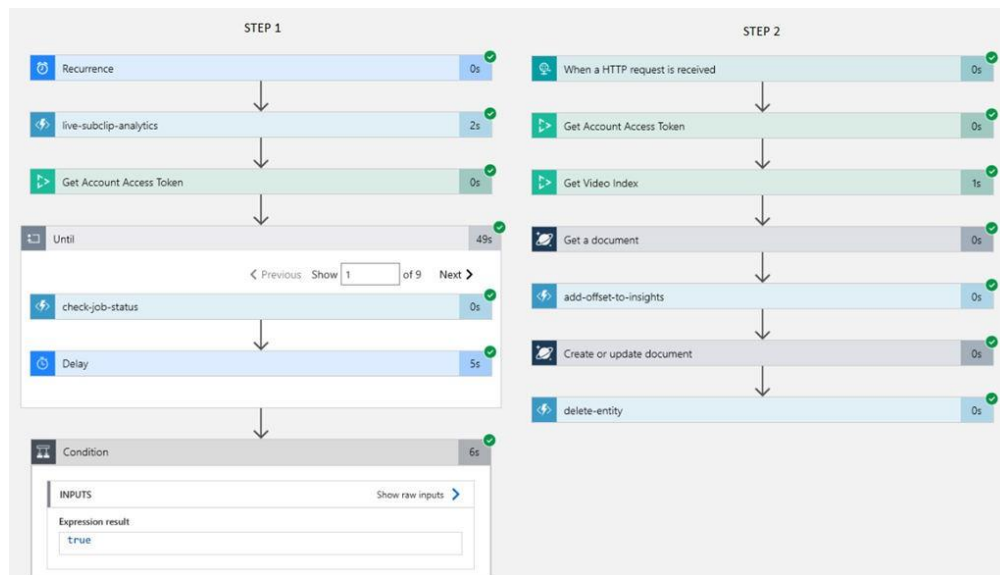 STEP 1
Recurrence 0s
live-subclip-analytics 2s
Get Account Access Token 0s
Until 49s
Previous Show 1 of 9 Next
check-job-status 0s
Delay 5s
Condition 6s
INPUTS Show raw inputs
Expression result
true
STEP 2
When a HTTP request is received 0s
Get Account Access Token 0s
Get Video Index 1s
Get a document 0s
add-offset-to-insights 0s
Create or update document 0s
delete-entity 0s